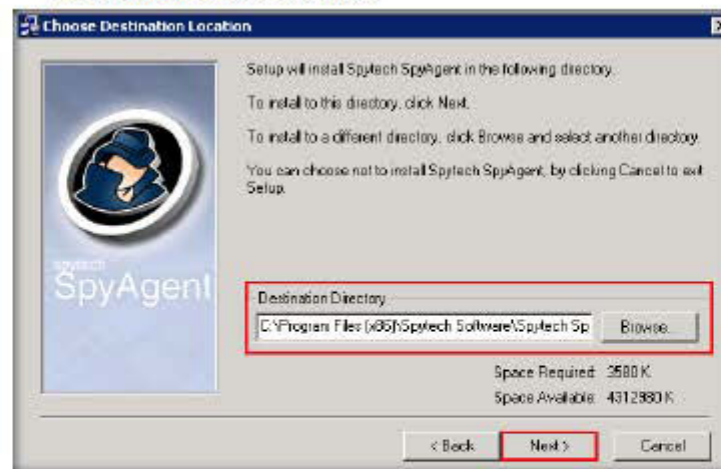 Choose Destination Location
Setup will install Spytech SpyAgent in the following directory.
To install to this directory, click Next.
To install to a different directory, click Browse and select another directory.
You can choose not to install Spytech SpyAgent, by clicking Cancel to exit
Setup.
spytech
SpyAgent
Destination Directory
C:\Program Files (x86)\Spytech Software\Spytech Sp
Browse...
Space Required: 3580 K
Space Available: 4312980 K
< Back
Next >
Cancel